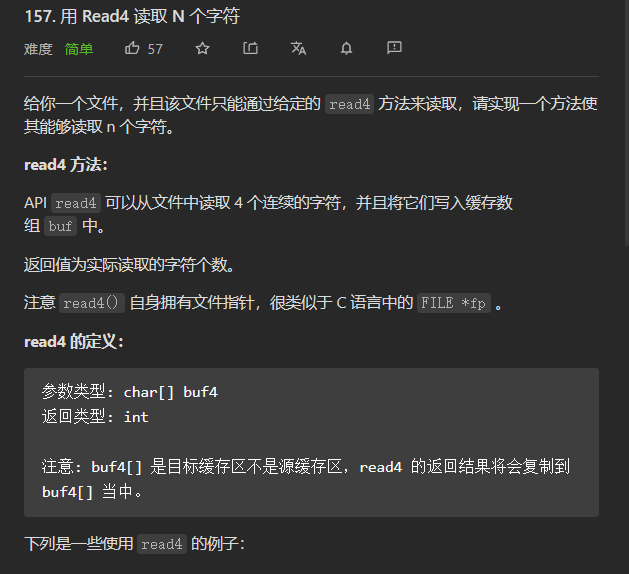 157. 用 Read4 读取 N 个字符
难度 简单 57
给你一个文件，并且该文件只能通过给定的 read4 方法来读取，请实现一个方法使
其能够读取 n 个字符。
read4 方法：
API read4 可以从文件中读取 4 个连续的字符，并且将它们写入缓存数
组 buf 中。
返回值为实际读取的字符个数。
注意 read4() 自身拥有文件指针，很类似于 C 语言中的 FILE *fp 。
read4 的定义：
参数类型: char[] buf4
返回类型: int
注意: buf4[] 是目标缓存区不是源缓存区，read4 的返回结果将会复制到
buf4[] 当中。
下列是一些使用 read4 的例子：